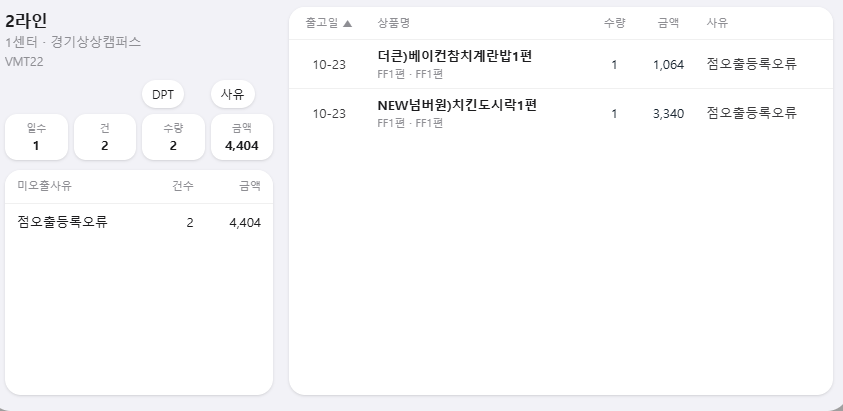 2라인
1센터 · 경기상상캠퍼스
VMT22
DPT 사유
일수 건 수량 금액
1 2 2 4,404
미오출사유 건수 금액
점오출등록오류 2 4,404
출고일 ▲ 상품명 수량 금액 사유
10-23 더큰)베이컨참치계란밥1편 1 1,064 점오출등록오류
FF1편 · FF1편
10-23 NEW넘버원)치킨도시락1편 1 3,340 점오출등록오류
FF1편 · FF1편